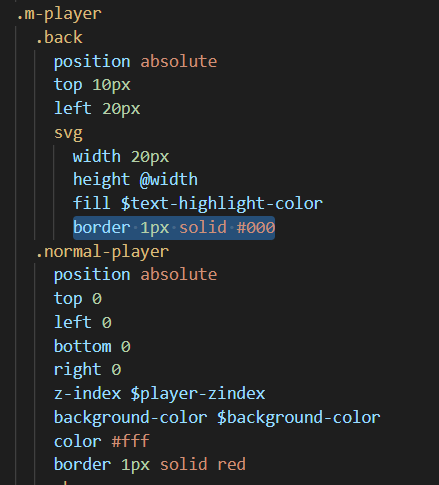 .m-player
.back
position absolute
top 10px
left 20px
svg
width 20px
height @width
fill $text-highlight-color
border 1px solid #000
.normal-player
position absolute
top 0
left 0
bottom 0
right 0
z-index $player-zindex
background-color $background-color
color #fff
border 1px solid red